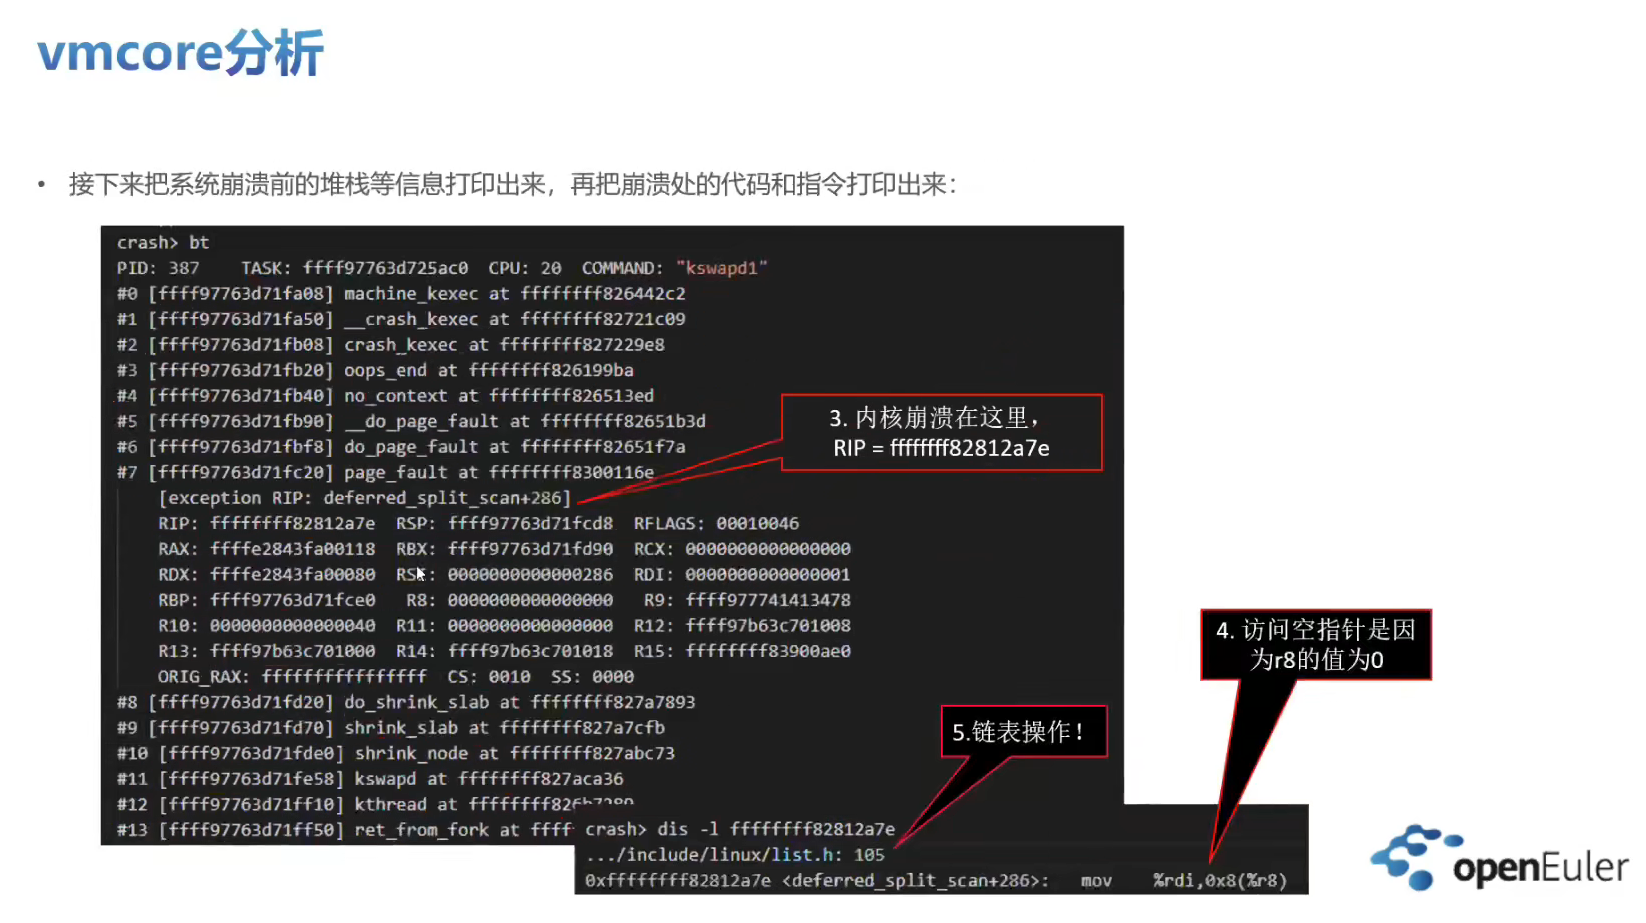 vmcore分析
• 接下来把系统崩溃前的堆栈等信息打印出来，再把崩溃处的代码和指令打印出来：
crash> bt
PID: 387 TASK: ffff97763d725ac0 CPU: 20 COMMAND: "kswapd1"
#0 [ffff97763d71fa08] machine_kexec at ffffffff826442c2
#1 [ffff97763d71fa50] __crash_kexec at ffffffff82721c09
#2 [ffff97763d71fb08] crash_kexec at ffffffff827229e8
#3 [ffff97763d71fb20] oops_end at ffffffff826199ba
#4 [ffff97763d71fb40] no_context at ffffffff826513ed
#5 [ffff97763d71fb90] __do_page_fault at ffffffff82651b3d
#6 [ffff97763d71fbf8] do_page_fault at ffffffff82651f7a
#7 [ffff97763d71fc20] page_fault at ffffffff8300116e
[exception RIP: deferred_split_scan+286]
RIP: ffffffff82812a7e RSP: ffff97763d71fcd8 RFLAGS: 00010046
RAX: ffffe2843fa00118 RBX: ffff97763d71fd90 RCX: 0000000000000000
RDX: ffffe2843fa00080 RSI: 0000000000000286 RDI: 0000000000000001
RBP: ffff97763d71fce0 R8: 0000000000000000 R9: ffff977741413478
R10: 0000000000000040 R11: 0000000000000000 R12: ffff97b63c701008
R13: ffff97b63c701000 R14: ffff97b63c701018 R15: ffffffff83900ae0
ORIG_RAX: ffffffffffffffff CS: 0010 SS: 0000
#8 [ffff97763d71fd20] do_shrink_slab at ffffffff827a7893
#9 [ffff97763d71fd70] shrink_slab at ffffffff827a7cfb
#10 [ffff97763d71fde0] shrink_node at ffffffff827abc73
#11 [ffff97763d71fe58] kswapd at ffffffff827aca36
#12 [ffff97763d71ff10] kthread at
#13 [ffff97763d71ff50] ret_from_fork at ffff
3. 内核崩溃在这里，
RIP = ffffffff82812a7e
4. 访问空指针是因
为r8的值为0
5.链表操作！
crash> dis -l ffffffff82812a7e
.../include/linux/list.h: 105
0xffffffff82812a7e <deferred_split_scan+286>: mov %rdi,0x8(%r8)
openEuler